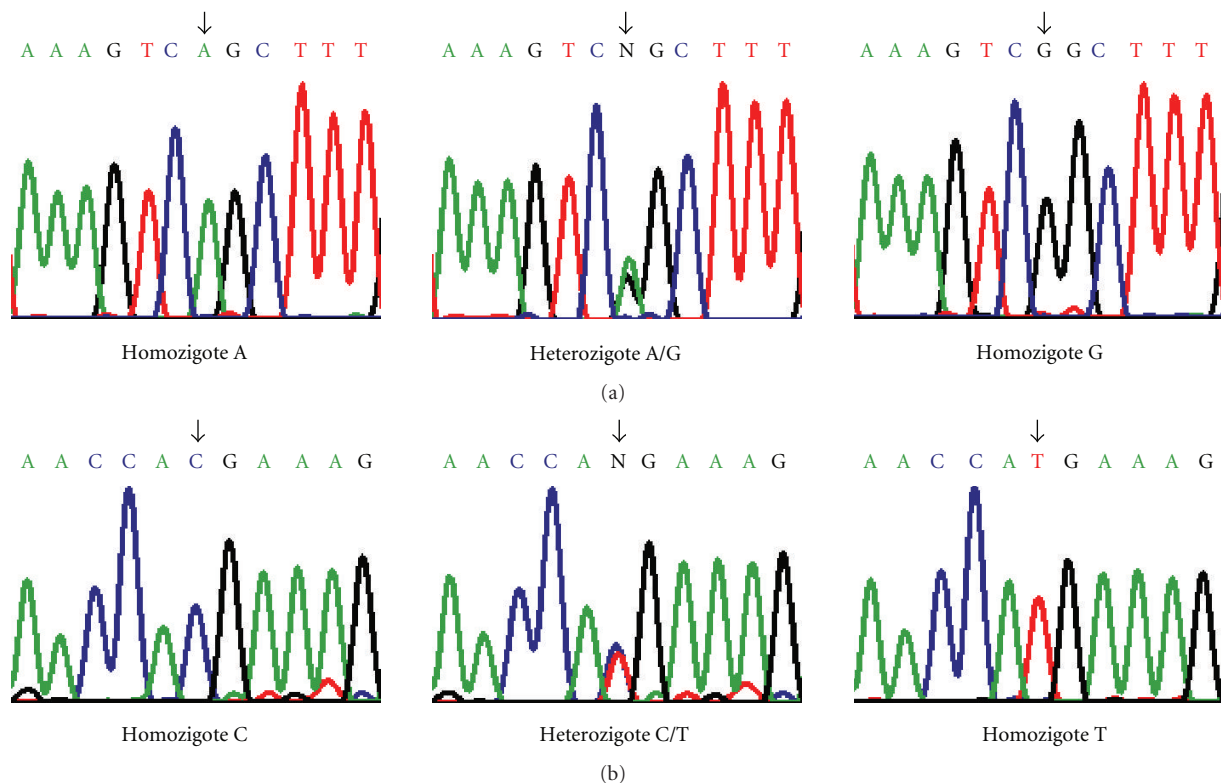 A A A G T C A G C T T T
A A A G T C N G C T T T
A A A G T C G G C T T T
Homozigote A
Heterozigote A/G
Homozigote G
(a)
A A C C A C G A A A G
A A C C A N G A A A G
A A C C A T G A A A G
Homozigote C
Heterozigote C/T
Homozigote T
(b)